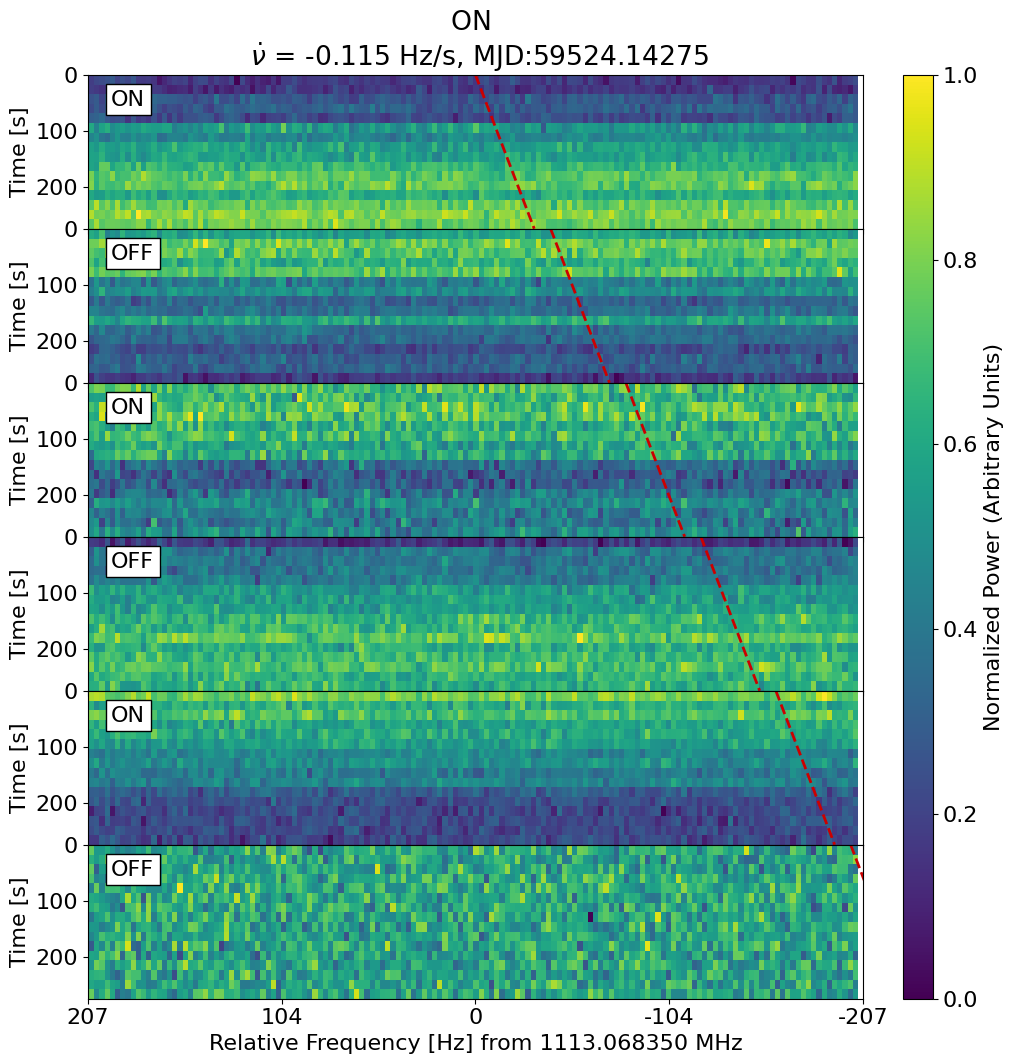 ON
ν̇ = -0.115 Hz/s, MJD:59524.14275
0
100
200
Time [s]
ON
0
100
200
Time [s]
OFF
0
100
200
Time [s]
ON
0
100
200
Time [s]
OFF
0
100
200
Time [s]
ON
0
100
200
Time [s]
OFF
207 104 0 -104 -207
Relative Frequency [Hz] from 1113.068350 MHz
1.0
0.8
0.6
0.4
0.2
0.0
Normalized Power (Arbitrary Units)